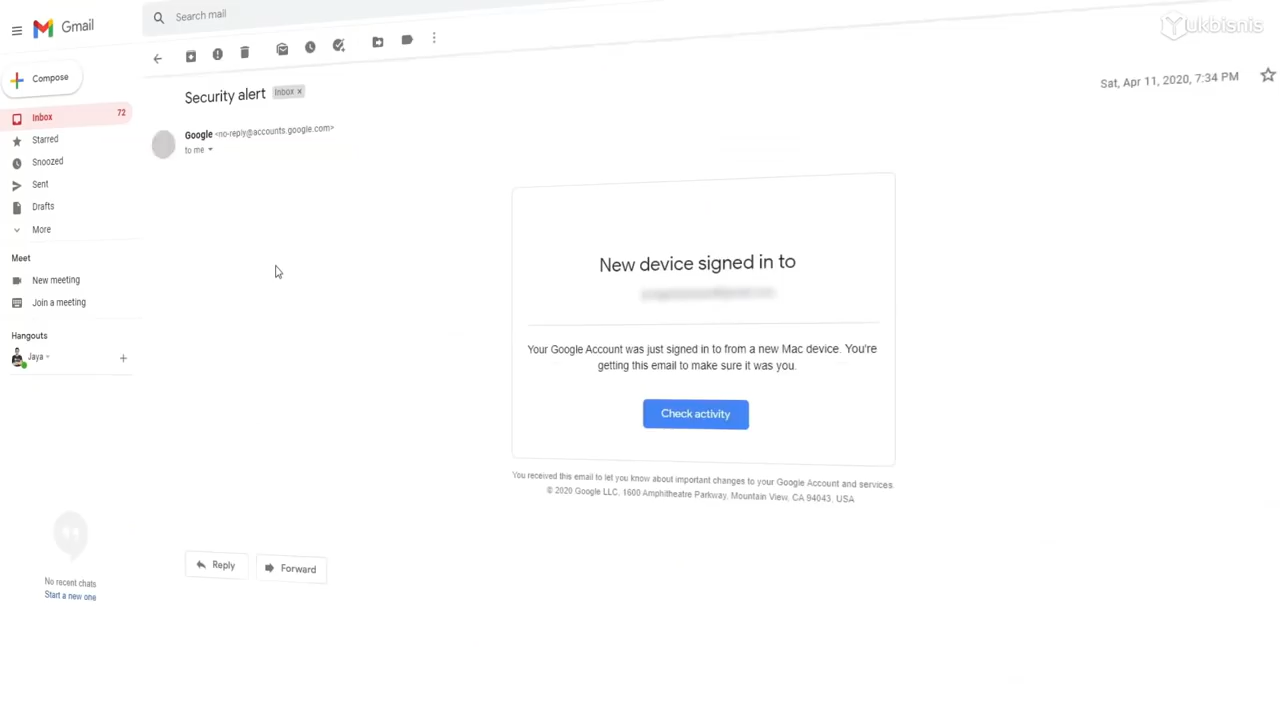 Gmail
Search mail
Yukbisnis
Compose
Security alert
Inbox ×
Sat, Apr 11, 2020, 7:34 PM
Inbox 72
Google <no-reply@accounts.google.com>
to me
Starred
Snoozed
Sent
Drafts
More
Meet
New meeting
Join a meeting
Hangouts
Jaya
New device signed in to
Your Google Account was just signed in to from a new Mac device. You're
getting this email to make sure it was you.
Check activity
You received this email to let you know about important changes to your Google Account and services.
© 2020 Google LLC, 1600 Amphitheatre Parkway, Mountain View, CA 94043, USA
Reply
Forward
No recent chats
Start a new one